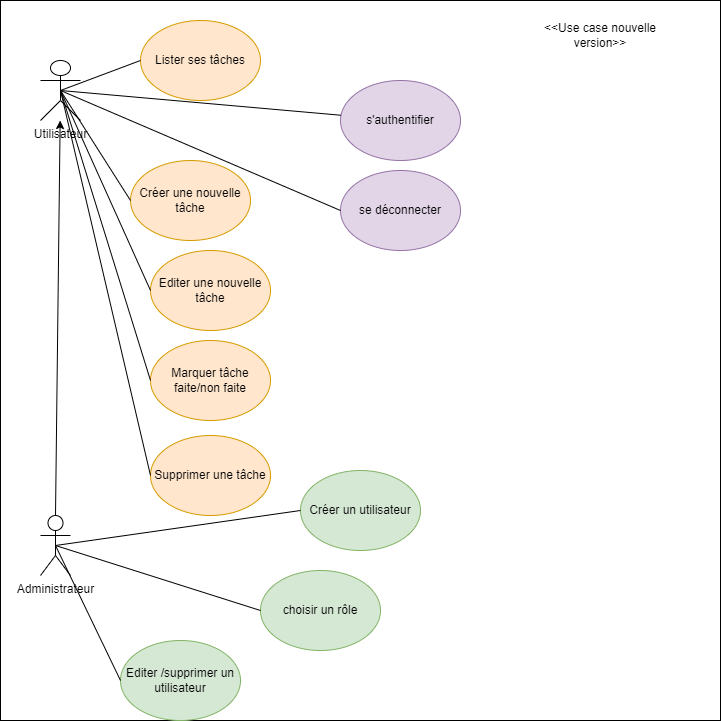 <<Use case nouvelle
version>>
Lister ses tâches
s'authentifier
Utilisateur
Créer une nouvelle
tâche
se déconnecter
Editer une nouvelle
tâche
Marquer tâche
faite/non faite
Supprimer une tâche
Créer un utilisateur
Administrateur
choisir un rôle
Editer /supprimer un
utilisateur